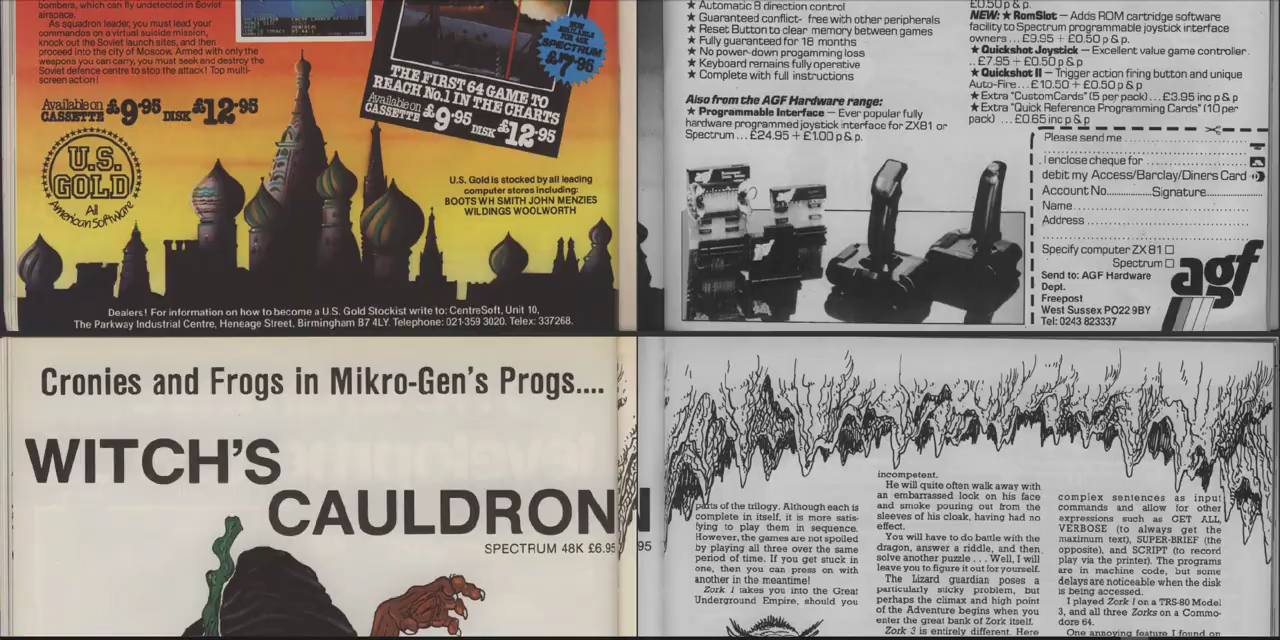 bombers, which can fly undetected in Soviet
airspace.
As squadron leader, you must lead your
commandos on a virtual suicide mission,
knock out the Soviet launch sites, and then
proceed into the city of Moscow. Armed with only the
weapons you can carry, you must seek and destroy the
Soviet defence centre to stop the attack! Top multi-
screen action!
Available on
CASSETTE £9·95 DISK £12·95
NEW
AVAILABLE
FOR 48K
SPECTRUM
£7·95
THE FIRST 64 GAME TO
REACH No.1 IN THE CHARTS
Available on
CASSETTE £9·95 DISK £12·95
U.S.
GOLD
All
American Software
U.S. Gold is stocked by all leading
computer stores including:
BOOTS WH SMITH JOHN MENZIES
WILDINGS WOOLWORTH
Dealers! For information on how to become a U.S. Gold Stockist write to: CentreSoft, Unit 10,
The Parkway Industrial Centre, Heneage Street, Birmingham B7 4LY. Telephone: 021-359 3020. Telex: 337268.
★ Automatic 8 direction control
★ Guaranteed conflict- free with other peripherals
★ Reset Button to clear memory between games
★ Fully guaranteed for 18 months
★ No power-down progamming loss
★ Keyboard remains fully operative
★ Complete with full instructions
Also from the AGF Hardware range:
★ Programmable Interface – Ever popular fully
hardware programmed joystick interface for ZX81 or
Spectrum ... £24.95 + £1.00 p & p.
£0.50 p & p.
NEW: ★ RomSlot – Adds ROM cartridge software
facility to Spectrum programmable joystick interface
owners ... £9.95 + £0.50 p & p.
★ Quickshot Joystick – Excellent value game controller.
.. £7.95 + £0.50 p & p
★ Quickshot II – Trigger action firing button and unique
Auto-Fire... £10.50 + £0.50 p & p
★ Extra "CustomCards" (5 per pack) ... £3.95 inc p & p
★ Extra "Quick Reference Programming Cards" (10 per
pack) ... £0.65 inc p & p
Please send me
I enclose cheque for
debit my Access/Barclay/Diners Card
Account No. Signature
Name
Address
Specify computer ZX81 □
Spectrum □
Send to: AGF Hardware
Dept.
Freepost
West Sussex PO22 9BY
Tel: 0243 823337
agf
Cronies and Frogs in Mikro-Gen's Progs....
WITCH'S
CAULDRON
SPECTRUM 48K £6.95
95
parts of the trilogy. Although each is
complete in itself, it is more satis-
fying to play them in sequence.
However, the games are not spoiled
by playing all three over the same
period of time. If you get stuck in
one, then you can press on with
another in the meantime!
Zork 1 takes you into the Great
Underground Empire, should you
incompetent.
He will quite often walk away with
an embarrassed look on his face
and smoke pouring out from the
sleeves of his cloak, having had no
effect.
You will have to do battle with the
dragon, answer a riddle, and then
solve another puzzle . . . Well, I will
leave you to figure it out for yourself.
The Lizard guardian poses a
particularly sticky problem, but
perhaps the climax and high point
of the Adventure begins when you
enter the great bank of Zork itself.
Zork 3 is entirely different. Here
complex sentences as input
commands and allow for other
expressions such as GET ALL,
VERBOSE (to always get the
maximum text), SUPER-BRIEF (the
opposite), and SCRIPT (to record
play via the printer). The programs
are in machine code, but some
delays are noticeable when the disk
is being accessed.
I played Zork I on a TRS-80 Model
3, and all three Zorks on a Commo-
dore 64.
One annoying feature I found on